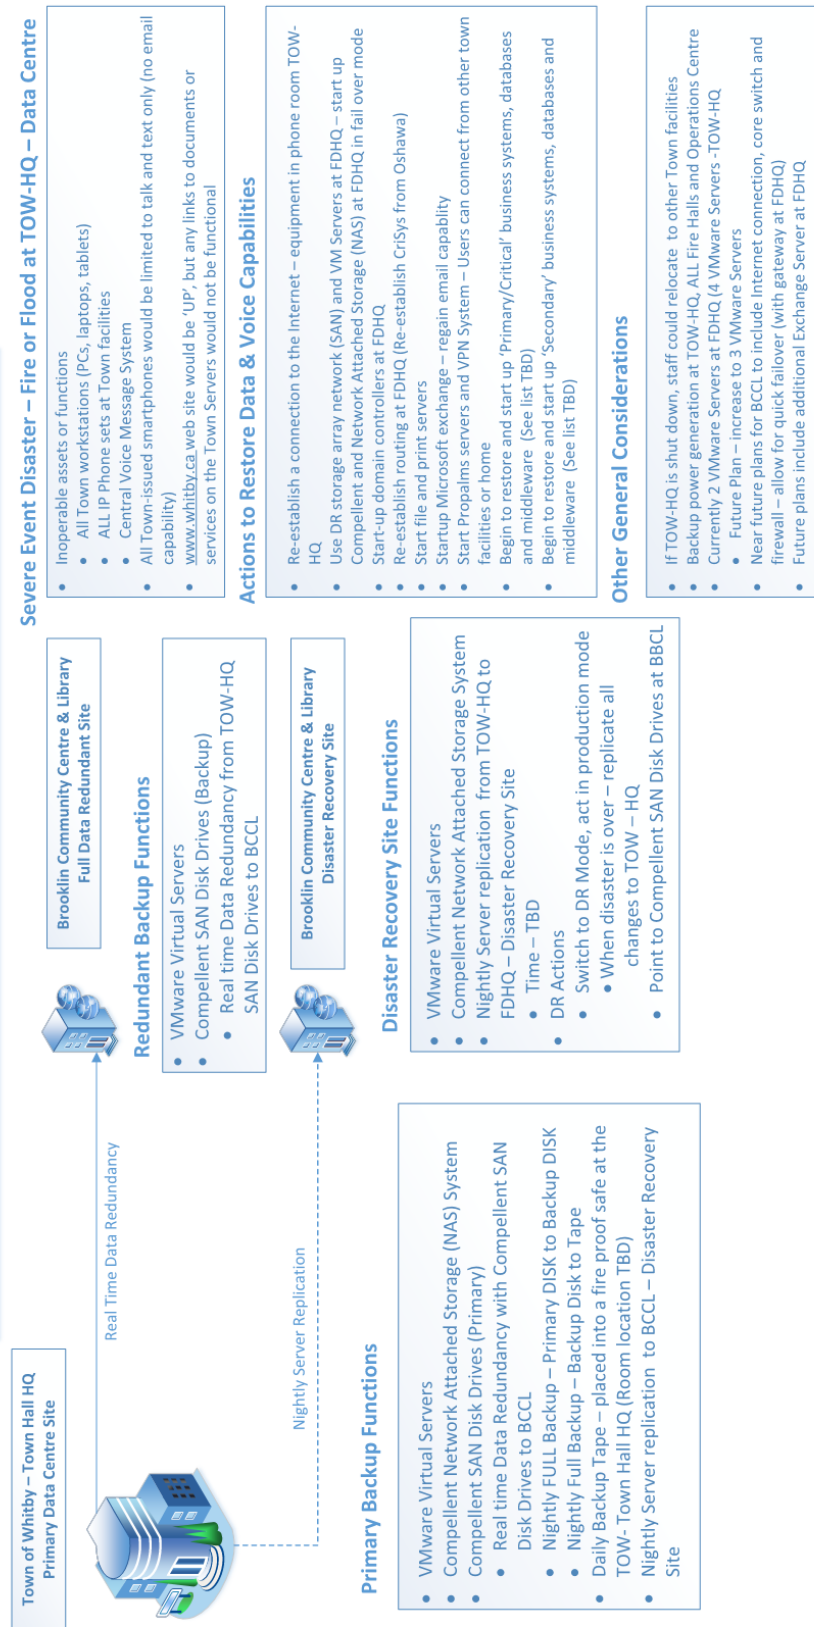 Town of Whitby – Town Hall HQ
Primary Data Centre Site
Real Time Data Redundancy
Nightly Server Replication
Primary Backup Functions
• VMware Virtual Servers
• Compellent Network Attached Storage (NAS) System
• Compellent SAN Disk Drives (Primary)
• Real time Data Redundancy with Compellent SAN
Disk Drives to BCCL
• Nightly FULL Backup – Primary DISK to Backup DISK
• Nightly Full Backup – Backup Disk to Tape
• Daily Backup Tape – placed into a fire proof safe at the
TOW- Town Hall HQ (Room location TBD)
• Nightly Server replication to BCCL – Disaster Recovery
Site
Brooklin Community Centre & Library
Full Data Redundant Site
Redundant Backup Functions
• VMware Virtual Servers
• Compellent SAN Disk Drives (Backup)
• Real time Data Redundancy from TOW-HQ
SAN Disk Drives to BCCL
Brooklin Community Centre & Library
Disaster Recovery Site
Disaster Recovery Site Functions
• VMware Virtual Servers
• Compellent Network Attached Storage System
• Nightly Server replication from TOW-HQ to
FDHQ – Disaster Recovery Site
• Time – TBD
• DR Actions
• Switch to DR Mode, act in production mode
• When disaster is over – replicate all
changes to TOW – HQ
• Point to Compellent SAN Disk Drives at BBCL
Severe Event Disaster – Fire or Flood at TOW-HQ – Data Centre
• Inoperable assets or functions
• All Town workstations (PCs, laptops, tablets)
• ALL IP Phone sets at Town facilities
• Central Voice Message System
• All Town-issued smartphones would be limited to talk and text only (no email
capability)
• www.whitby.ca web site would be ‘UP’, but any links to documents or
services on the Town Servers would not be functional
Actions to Restore Data & Voice Capabilities
• Re-establish a connection to the Internet – equipment in phone room TOW-
HQ
• Use DR storage array network (SAN) and VM Servers at FDHQ – start up
Compellent and Network Attached Storage (NAS) at FDHQ in fail over mode
• Start-up domain controllers at FDHQ
• Re-establish routing at FDHQ (Re-establish CriSys from Oshawa)
• Start file and print servers
• Startup Microsoft exchange – regain email capablity
• Start Propalms servers and VPN System – Users can connect from other town
facilities or home
• Begin to restore and start up ‘Primary/Critical’ business systems, databases
and middleware (See list TBD)
• Begin to restore and start up ‘Secondary’ business systems, databases and
middleware (See list TBD)
Other General Considerations
• If TOW-HQ is shut down, staff could relocate to other Town facilities
• Backup power generation at TOW-HQ, ALL Fire Halls and Operations Centre
• Currently 2 VMware Servers at FDHQ (4 VMware Servers -TOW-HQ
• Future Plan – increase to 3 VMware Servers
• Near future plans for BCCL to include Internet connection, core switch and
firewall – allow for quick failover (with gateway at FDHQ)
• Future plans include additional Exchange Server at FDHQ